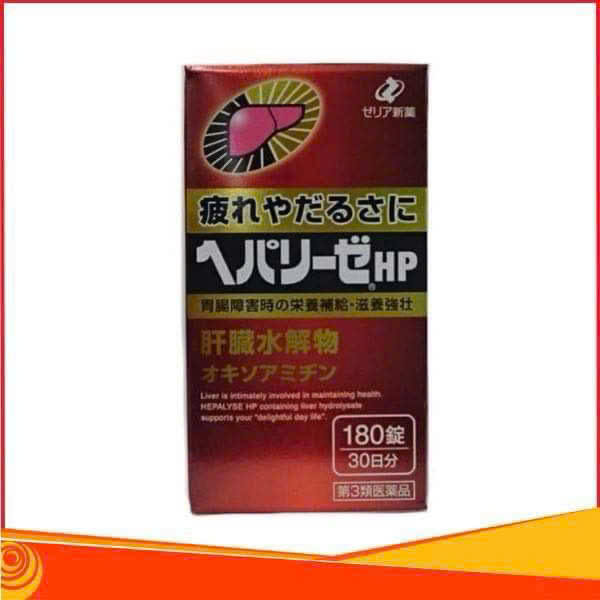 ゼリア新薬
疲れやだるさに
ヘパリーゼ®HP
胃腸障害時の栄養補給・滋養強壮
肝臓水解物
オキソアミヂン
Liver is intimately involved in maintaining health.
HEPALYSE HP containing liver hydrolysate
supports your "delightful day life".
180錠
30日分
第3類医薬品